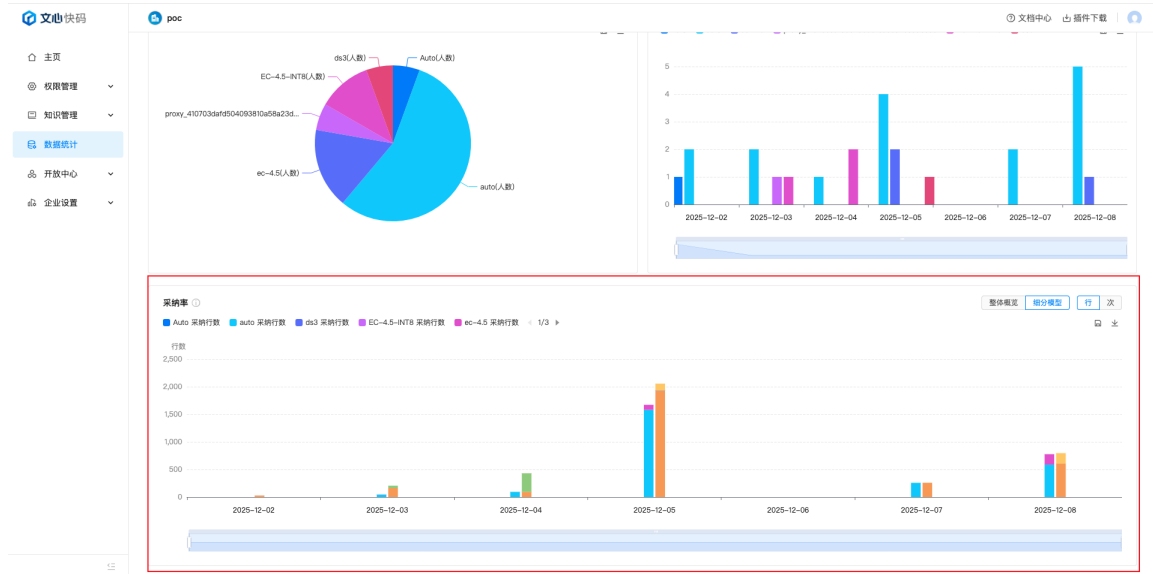 文心快码
poc
文档中心
插件下载
主页
权限管理
知识管理
数据统计
开放中心
企业设置
ds3(人数)
Auto(人数)
EC-4.5-INT8(人数)
proxy_410703dafd504093810a58a23d...
ec-4.5(人数)
auto(人数)
5
4
3
2
1
0
2025-12-02
2025-12-03
2025-12-04
2025-12-05
2025-12-06
2025-12-07
2025-12-08
采纳率
整体概览
细分模型
行
次
Auto 采纳行数
auto 采纳行数
ds3 采纳行数
EC-4.5-INT8 采纳行数
ec-4.5 采纳行数
1/3
行数
2,500
2,000
1,500
1,000
500
0
2025-12-02
2025-12-03
2025-12-04
2025-12-05
2025-12-06
2025-12-07
2025-12-08